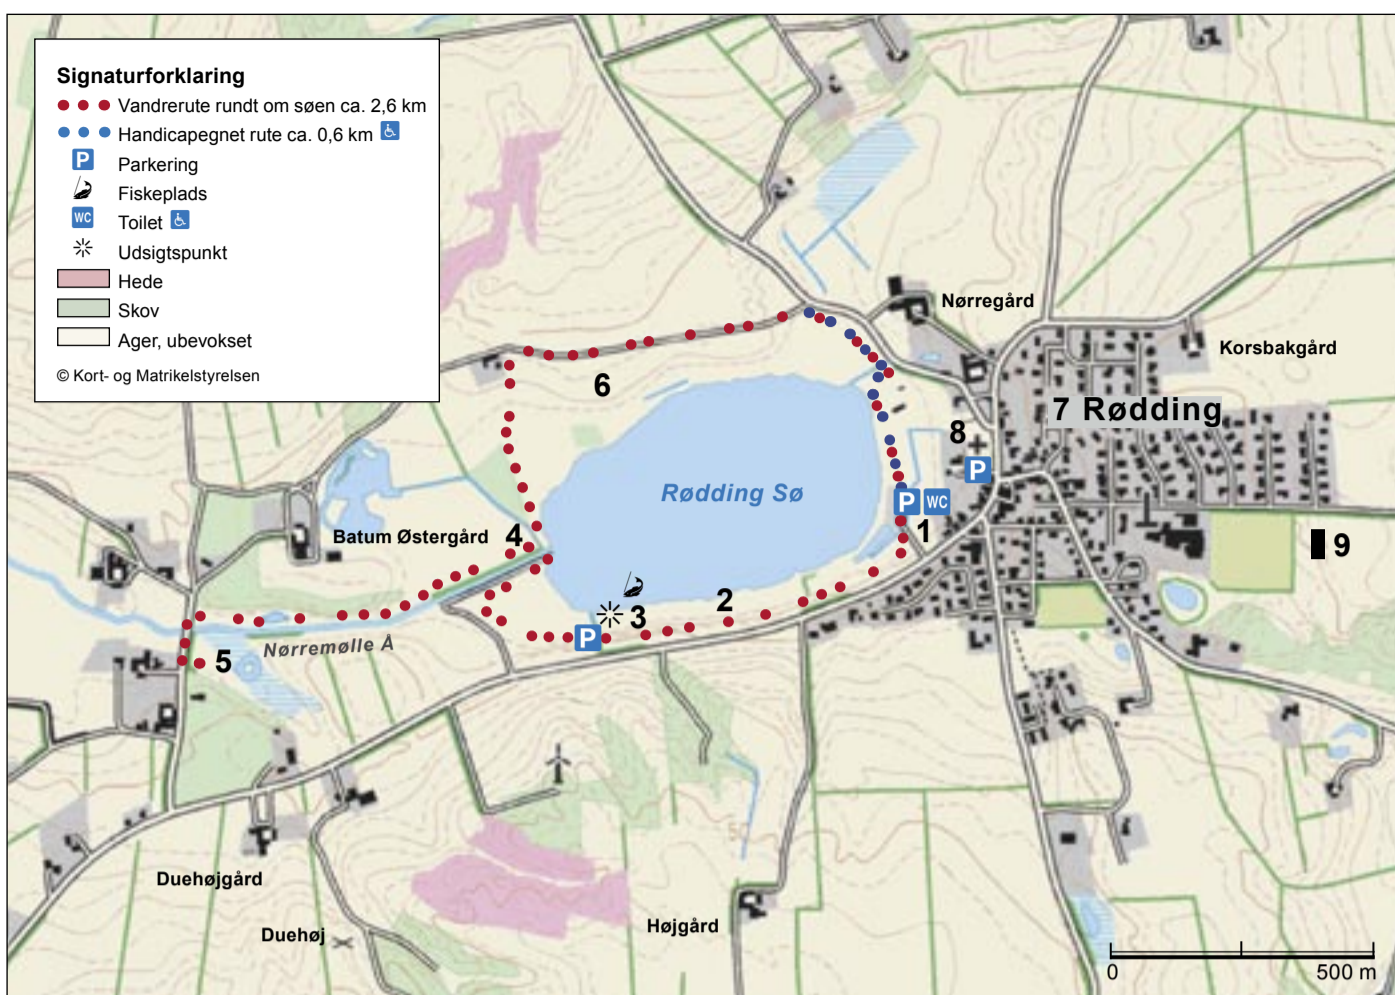 Signaturforklaring
Vandrerute rundt om søen ca. 2,6 km
Handicapegnet rute ca. 0,6 km
P Parkering
Fiskeplads
WC Toilet
Udsigtspunkt
Hede
Skov
Ager, ubevokset
© Kort- og Matrikelstyrelsen
Nørregård
Korsbakgård
6
7 Rødding
8
P
Rødding Sø
P WC
1
9
4
Batum Østergård
3
2
P
Nørremølle Å
5
Duehøjgård
Duehøj
Højgård
50
0 500 m